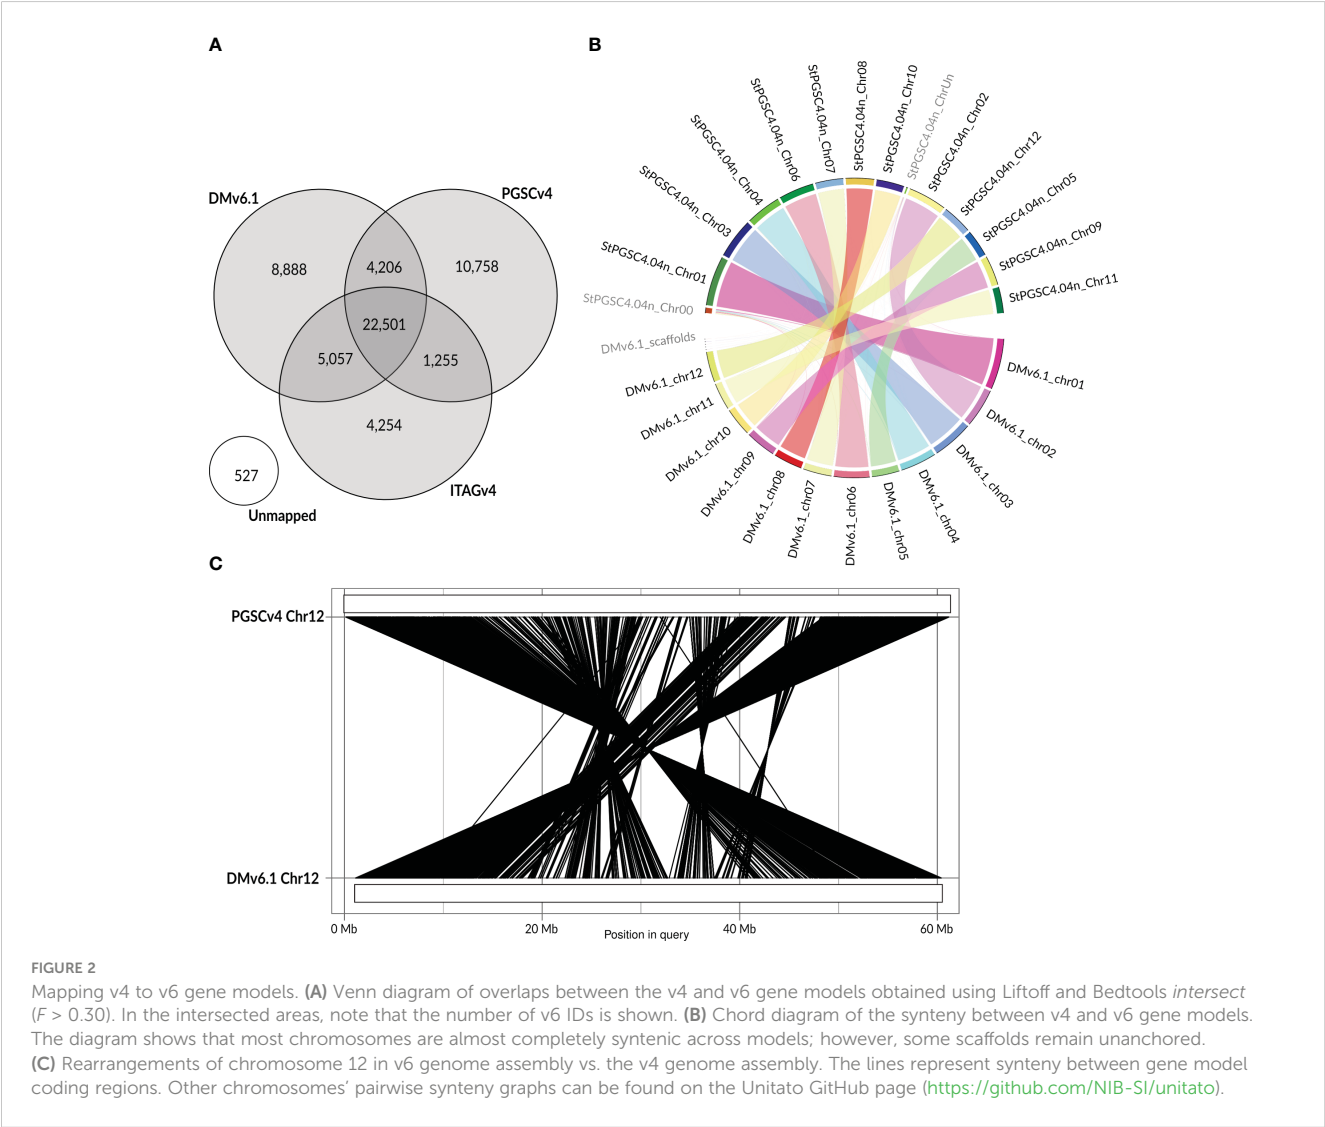 A
DMv6.1
PGSCv4
8,888
4,206
10,758
22,501
5,057
1,255
4,254
527
Unmapped
ITAGv4
B
StPGSC4.04n_Chr00
StPGSC4.04n_Chr01
StPGSC4.04n_Chr03
StPGSC4.04n_Chr04
StPGSC4.04n_Chr06
StPGSC4.04n_Chr07
StPGSC4.04n_Chr08
StPGSC4.04n_Chr10
StPGSC4.04n_ChrUn
StPGSC4.04n_Chr02
StPGSC4.04n_Chr12
StPGSC4.04n_Chr05
StPGSC4.04n_Chr09
StPGSC4.04n_Chr11
DMv6.1_chr01
DMv6.1_chr02
DMv6.1_chr03
DMv6.1_chr04
DMv6.1_chr05
DMv6.1_chr06
DMv6.1_chr07
DMv6.1_chr08
DMv6.1_chr09
DMv6.1_chr10
DMv6.1_chr11
DMv6.1_chr12
DMv6.1_scaffolds
C
PGSCv4 Chr12
DMv6.1 Chr12
0 Mb
20 Mb
40 Mb
60 Mb
Position in query
FIGURE 2
Mapping v4 to v6 gene models. (A) Venn diagram of overlaps between the v4 and v6 gene models obtained using Liftoff and Bedtools intersect
(F > 0.30). In the intersected areas, note that the number of v6 IDs is shown. (B) Chord diagram of the synteny between v4 and v6 gene models.
The diagram shows that most chromosomes are almost completely syntenic across models; however, some scaffolds remain unanchored.
(C) Rearrangements of chromosome 12 in v6 genome assembly vs. the v4 genome assembly. The lines represent synteny between gene model
coding regions. Other chromosomes’ pairwise synteny graphs can be found on the Unitato GitHub page (https://github.com/NIB-SI/unitato).